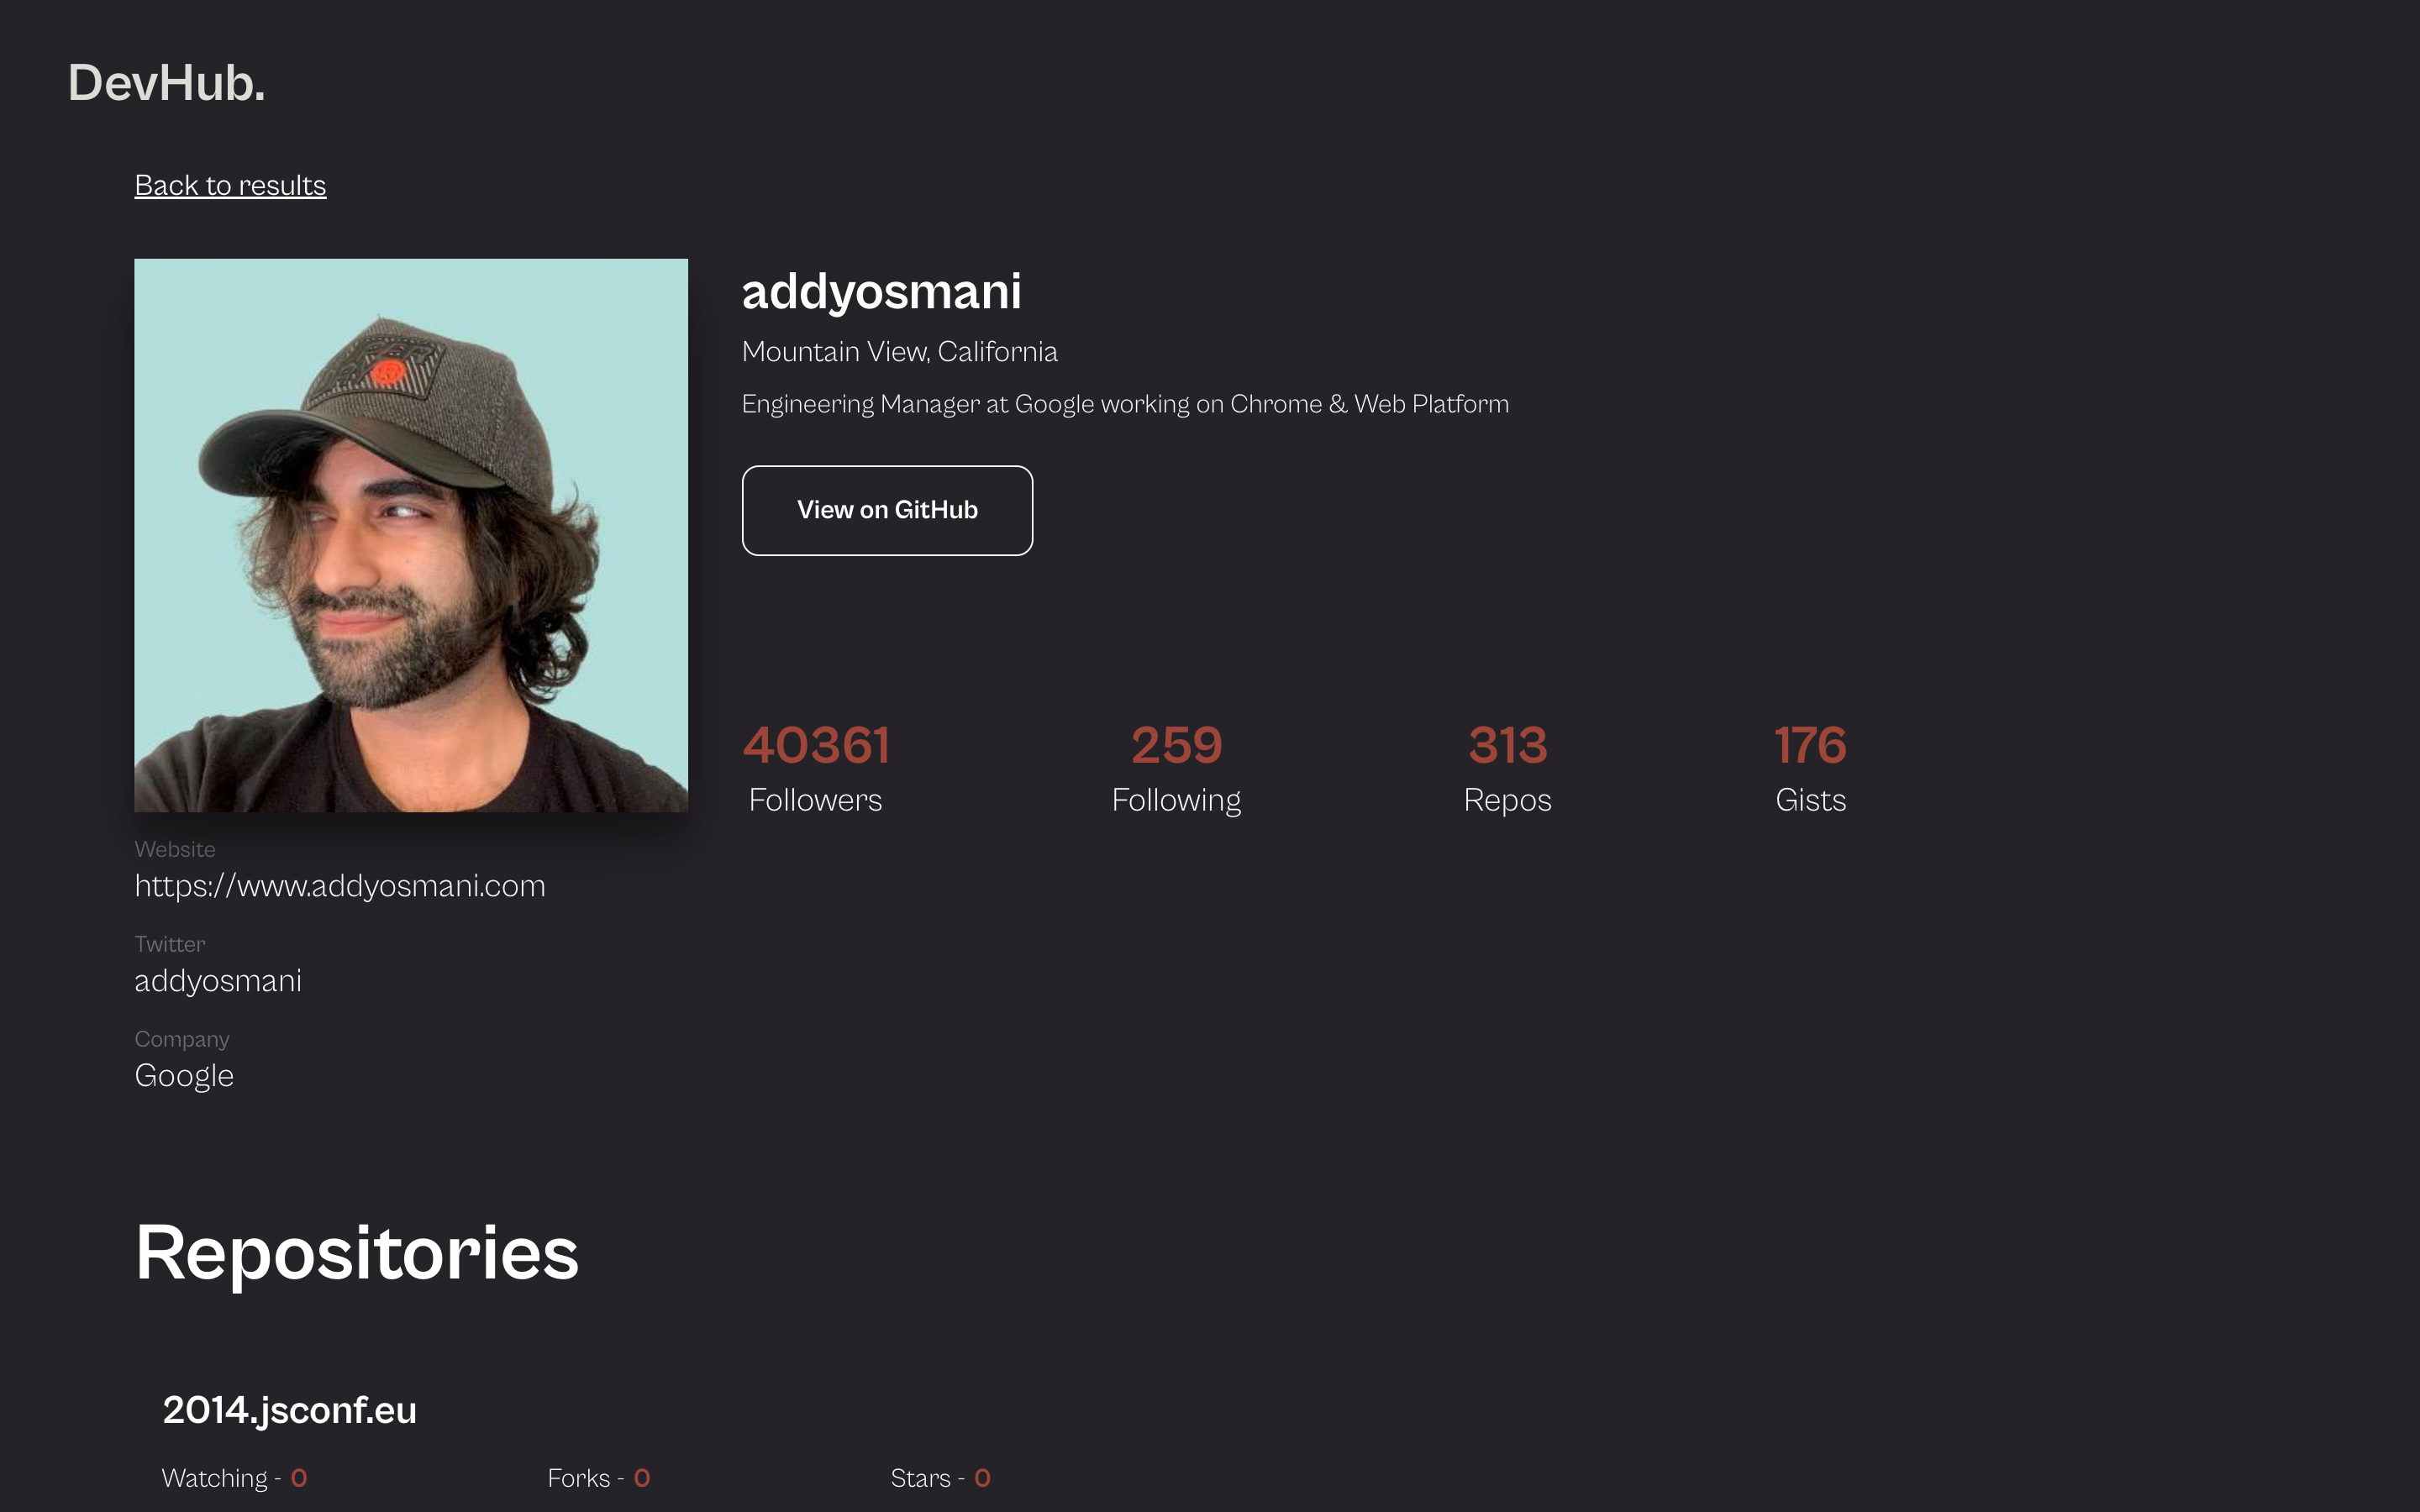 DevHub.
Back to results
addyosmani
Mountain View, California
Engineering Manager at Google working on Chrome & Web Platform
View on GitHub
40361 259 313 176
Followers Following Repos Gists
Website
https://www.addyosmani.com
Twitter
addyosmani
Company
Google
Repositories
2014.jsconf.eu
Watching - 0 Forks - 0 Stars - 0